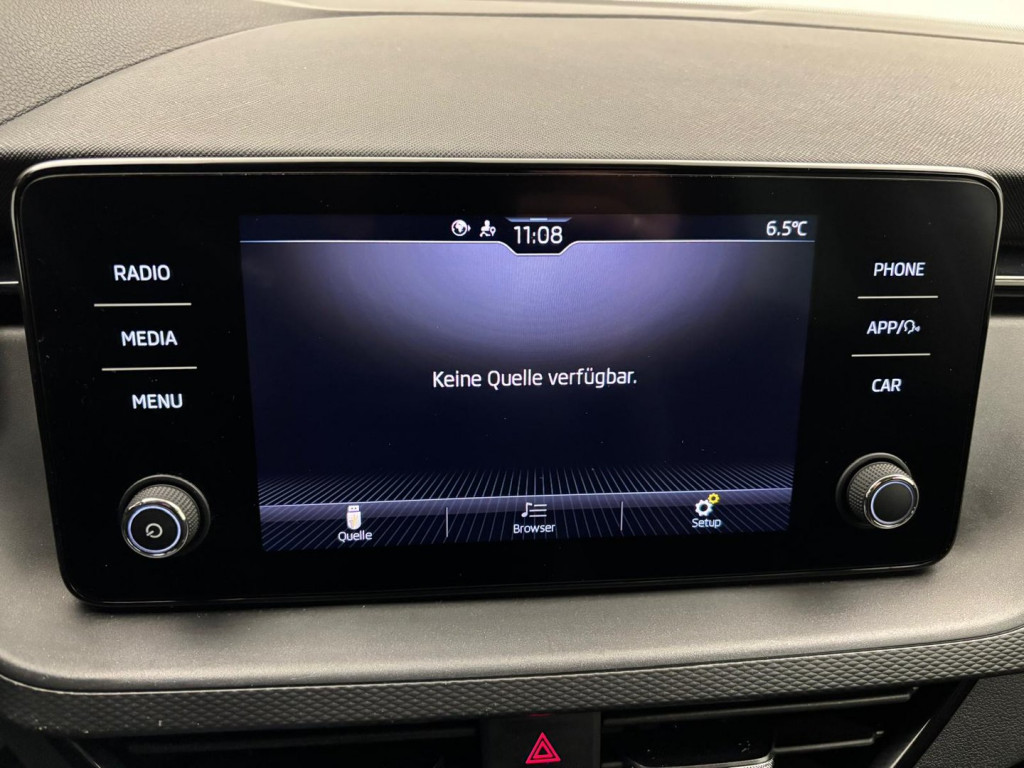 11:08
6.5°C
RADIO
MEDIA
MENU
PHONE
APP/
CAR
Keine Quelle verfügbar.
Quelle
Browser
Setup